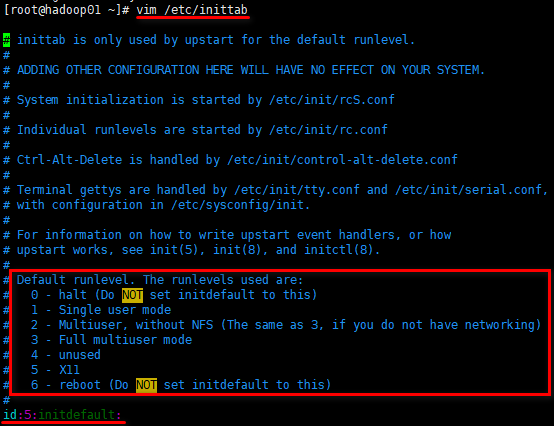 [root@hadoop01 ~]# vim /etc/inittab
# inittab is only used by upstart for the default runlevel.
#
# ADDING OTHER CONFIGURATION HERE WILL HAVE NO EFFECT ON YOUR SYSTEM.
#
# System initialization is started by /etc/init/rcS.conf
#
# Individual runlevels are started by /etc/init/rc.conf
#
# Ctrl-Alt-Delete is handled by /etc/init/control-alt-delete.conf
#
# Terminal gettys are handled by /etc/init/tty.conf and /etc/init/serial.conf,
# with configuration in /etc/sysconfig/init.
#
# For information on how to write upstart event handlers, or how
# upstart works, see init(5), init(8), and initctl(8).
#
# Default runlevel. The runlevels used are:
#   0 - halt (Do NOT set initdefault to this)
#   1 - Single user mode
#   2 - Multiuser, without NFS (The same as 3, if you do not have networking)
#   3 - Full multiuser mode
#   4 - unused
#   5 - X11
#   6 - reboot (Do NOT set initdefault to this)
#
id:5:initdefault: